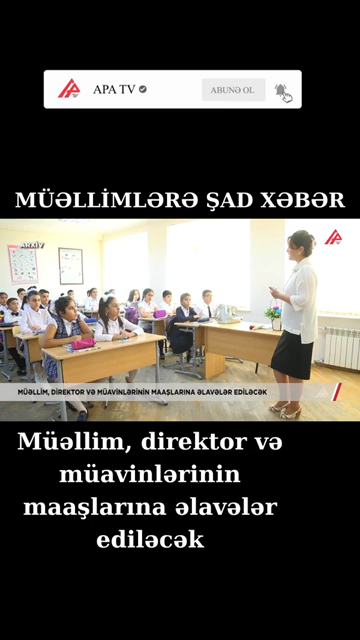 APA TV
ABUNƏ OL
MÜƏLLİMLƏRƏ ŞAD XƏBƏR
ARXİV
MÜƏLLİM, DİREKTOR VƏ MÜAVİNLƏRİNİN MAAŞLARINA ƏLAVƏLƏR EDİLƏCƏK
Müəllim, direktor və
müavinlərinin
maaşlarına əlavələr
ediləcək